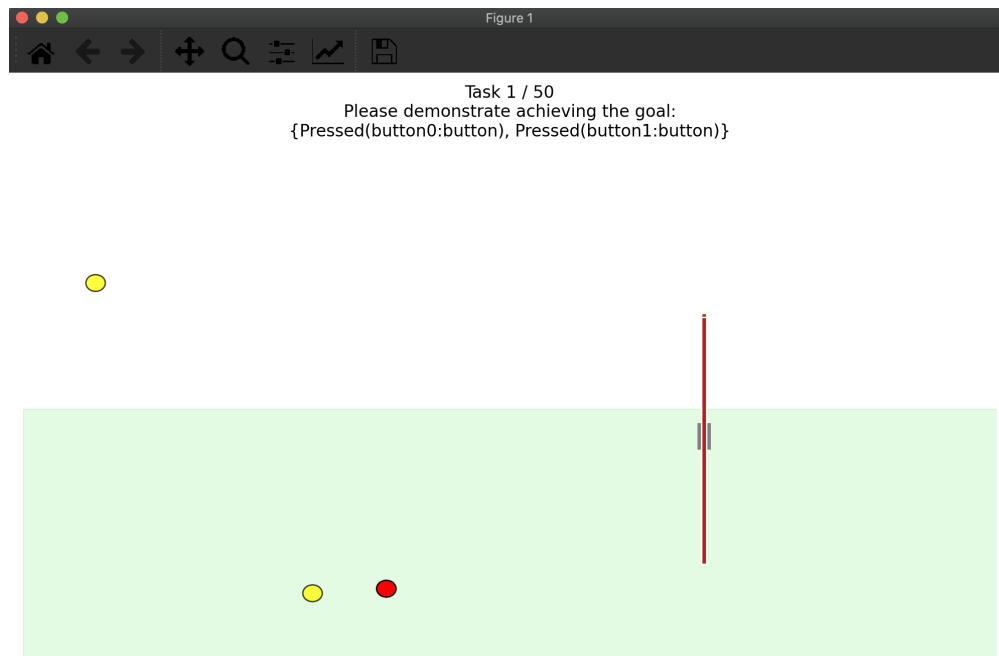 Figure 1
Task 1 / 50
Please demonstrate achieving the goal:
{Pressed(button0:button), Pressed(button1:button)}